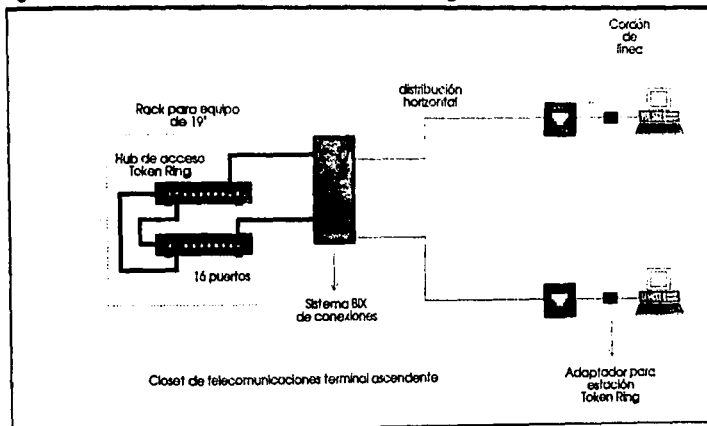 Cordón
de
línea
distribución
horizontal
Rack para equipo
de 19"
Hub de acceso
Token Ring
16 puertos
Sistema BIX
de conexiones
Closet de telecomunicaciones terminal ascendente
Adaptador para
estación
Token Ring